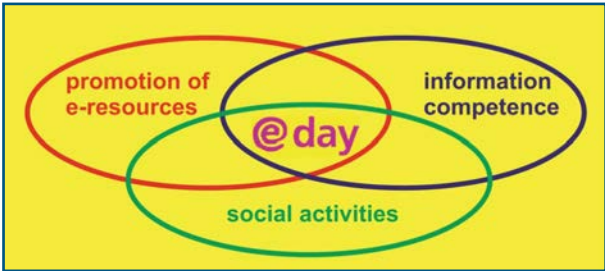 promotion of
e-resources
information
competence
@day
social activities